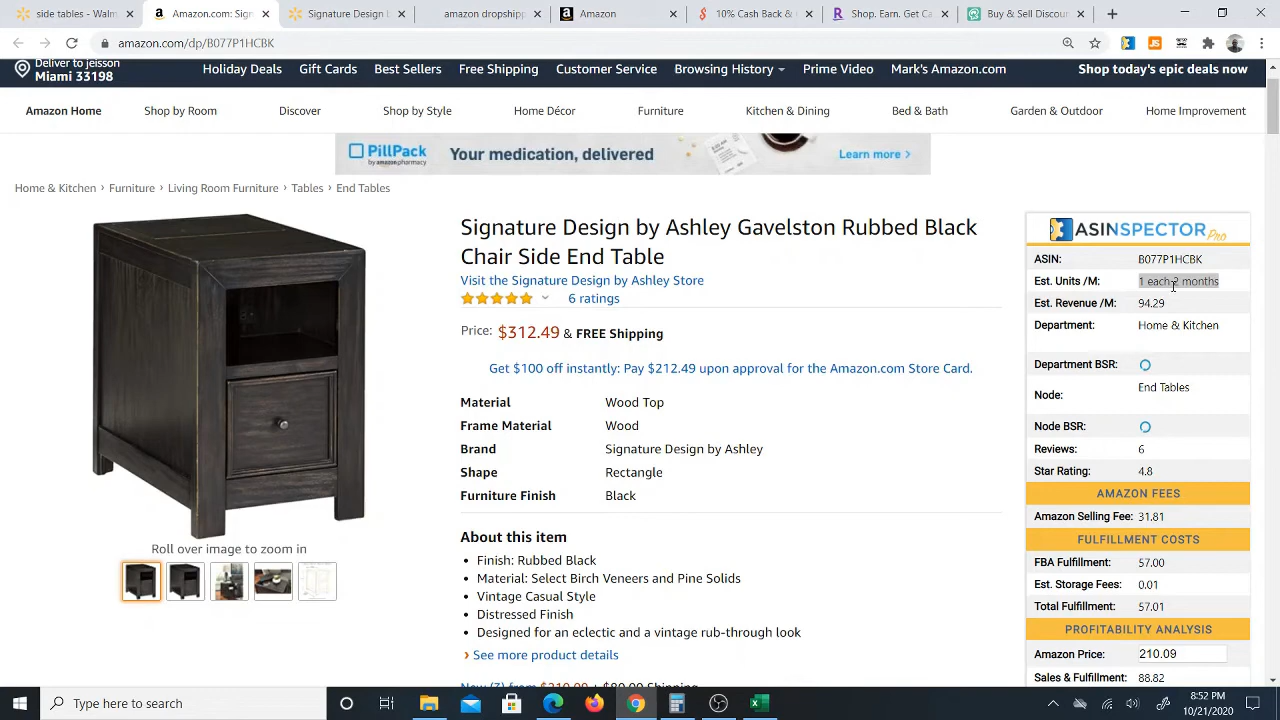 side tables - Walm
Amazon.com: Sign
Signature Design
amazon dropshipp
Amazon
10% Cash Back &
Shop. Earn. Get Ca
Buy & Sell Discou
amazon.com/dp/B077P1HCBK
Deliver to jeisson
Miami 33198
Holiday Deals
Gift Cards
Best Sellers
Free Shipping
Customer Service
Browsing History
Prime Video
Mark's Amazon.com
Shop today's epic deals now
Amazon Home
Shop by Room
Discover
Shop by Style
Home Décor
Furniture
Kitchen & Dining
Bed & Bath
Garden & Outdoor
Home Improvement
PillPack
by amazon pharmacy
Your medication, delivered
Learn more ›
Home & Kitchen › Furniture › Living Room Furniture › Tables › End Tables
Signature Design by Ashley Gavelston Rubbed Black
Chair Side End Table
Visit the Signature Design by Ashley Store
6 ratings
Price: $312.49 & FREE Shipping
Get $100 off instantly: Pay $212.49 upon approval for the Amazon.com Store Card.
Material Wood Top
Frame Material Wood
Brand Signature Design by Ashley
Shape Rectangle
Furniture Finish Black
About this item
• Finish: Rubbed Black
• Material: Select Birch Veneers and Pine Solids
• Vintage Casual Style
• Distressed Finish
• Designed for an eclectic and a vintage rub-through look
› See more product details
Roll over image to zoom in
ASINSPECTOR Pro
ASIN: B077P1HCBK
Est. Units /M: 1 each 2 months
Est. Revenue /M: 94.29
Department: Home & Kitchen
Department BSR:
Node: End Tables
Node BSR:
Reviews: 6
Star Rating: 4.8
AMAZON FEES
Amazon Selling Fee: 31.81
FULFILLMENT COSTS
FBA Fulfillment: 57.00
Est. Storage Fees: 0.01
Total Fulfillment: 57.01
PROFITABILITY ANALYSIS
Amazon Price: 210.09
Sales & Fulfillment: 88.82
Type here to search
8:52 PM
10/21/2020